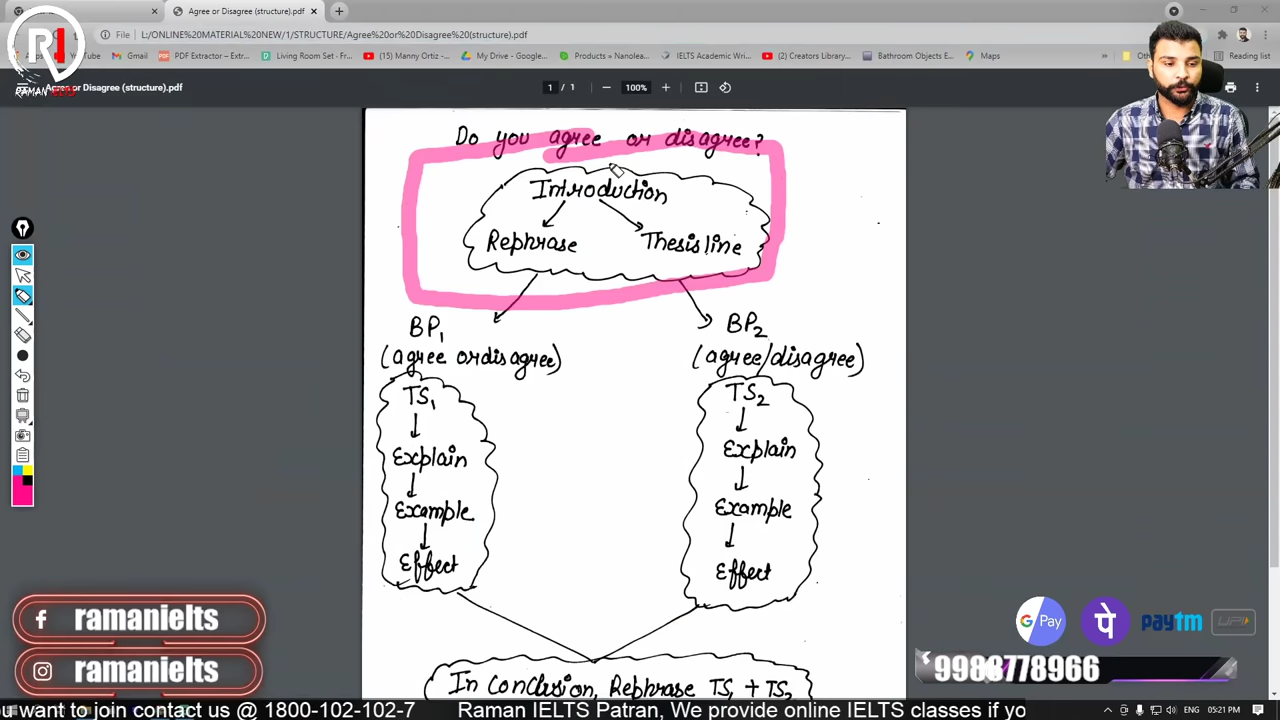 Agree or Disagree (structure).pdf
File L:/ONLINE%20MATERIAL%20NEW/1/STRUCTURE/Agree%20or%20Disagree%20(structure).pdf
Gmail
YouTube
PDF Extractor – Extr...
Living Room Set - Fr...
(15) Manny Ortiz -...
My Drive - Google...
Products » Nanolea...
IELTS Academic Wri...
(2) Creators Library...
Bathroom Objects E...
Maps
Reading list
RAMAN IELTS
Agree or Disagree (structure).pdf
1 / 1
100%
Do you agree or disagree?
Introduction
Rephrase Thesis line
BP1 BP2
(agree or disagree) (agree/disagree)
TS1 TS2
Explain Explain
Example Example
Effect Effect
In Conclusion, Rephrase TS1 + TS2
ramanielts
ramanielts
G Pay
पे
paytm
UPI
9988778966
u want to join contact us @ 1800-102-102-7 Raman IELTS Patran, We provide online IELTS classes if yo
ENG 05:21 PM